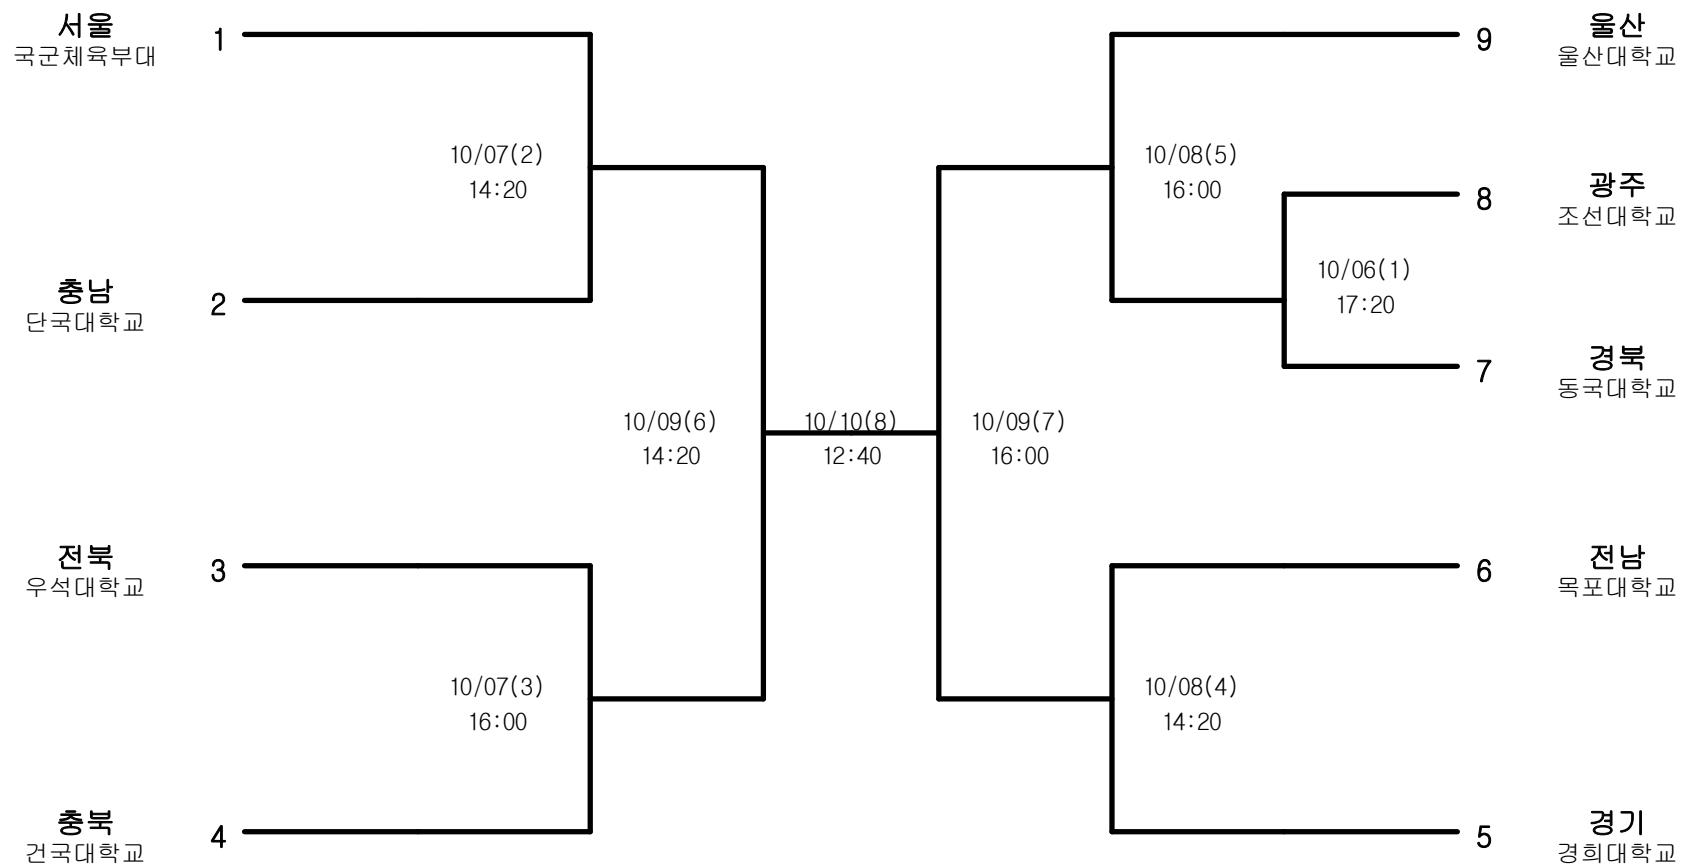 서울
국군체육부대
1
10/07(2)
14:20
충남
단국대학교
2
10/09(6)
14:20
전북
우석대학교
3
10/07(3)
16:00
충북
건국대학교
4
10/10(8)
12:40
9
울산
울산대학교
10/08(5)
16:00
8
광주
조선대학교
10/06(1)
17:20
7
경북
동국대학교
10/09(7)
16:00
6
전남
목포대학교
10/08(4)
14:20
5
경기
경희대학교